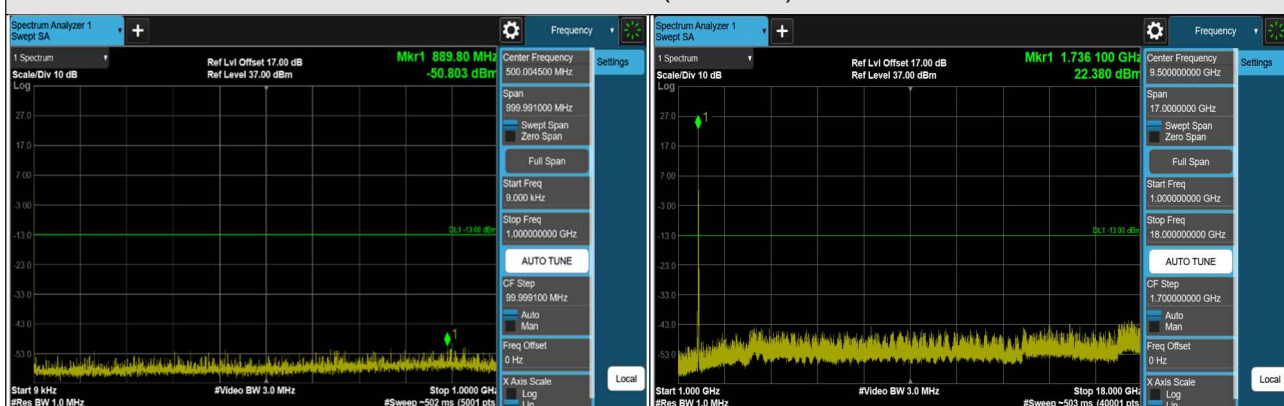 Spectrum Analyzer 1
Swept SA
+
Frequency
1 Spectrum
Scale/Div 10 dB
Log
Ref Lvl Offset 17.00 dB
Ref Level 37.00 dBm
Mkr1 889.80 MHz
-50.803 dBm
27.0
17.0
7.00
-3.00
-13.0
-23.0
-33.0
-43.0
-53.0
DL1 -13.00 dBm
1
Start 9 kHz
#Res BW 1.0 MHz
#Video BW 3.0 MHz
Stop 1.0000 GHz
#Sweep ~502 ms (5001 pts
Center Frequency
500.004500 MHz
Settings
Span
999.991000 MHz
Swept Span
Zero Span
Full Span
Start Freq
9.000 kHz
Stop Freq
1.000000000 GHz
AUTO TUNE
CF Step
99.999100 MHz
Auto
Man
Freq Offset
0 Hz
X Axis Scale
Log
Lin
Local
Spectrum Analyzer 1
Swept SA
+
Frequency
1 Spectrum
Scale/Div 10 dB
Log
Ref Lvl Offset 17.00 dB
Ref Level 37.00 dBm
Mkr1 1.736 100 GHz
22.380 dBm
27.0
17.0
7.00
-3.00
-13.0
-23.0
-33.0
-43.0
-53.0
DL1 -13.00 dBm
1
Start 1.000 GHz
#Res BW 1.0 MHz
#Video BW 3.0 MHz
Stop 18.000 GHz
#Sweep ~503 ms (40001 pts
Center Frequency
9.500000000 GHz
Settings
Span
17.0000000 GHz
Swept Span
Zero Span
Full Span
Start Freq
1.000000000 GHz
Stop Freq
18.000000000 GHz
AUTO TUNE
CF Step
1.700000000 GHz
Auto
Man
Freq Offset
0 Hz
X Axis Scale
Log
Lin
Local